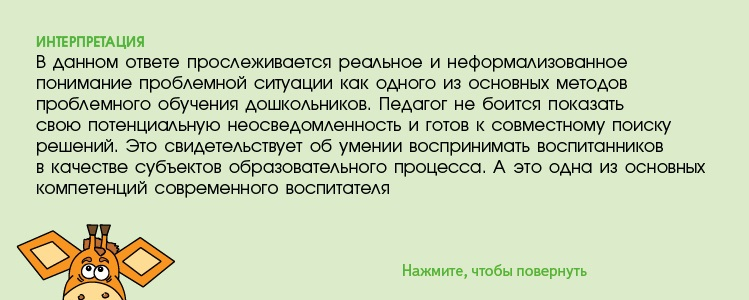 ИНТЕРПРЕТАЦИЯ
В данном ответе прослеживается реальное и неформализованное
понимание проблемной ситуации как одного из основных методов
проблемного обучения дошкольников. Педагог не боится показать
свою потенциальную неосведомленность и готов к совместному поиску
решений. Это свидетельствует об умении воспринимать воспитанников
в качестве субъектов образовательного процесса. А это одна из основных
компетенций современного воспитателя
Нажмите, чтобы повернуть